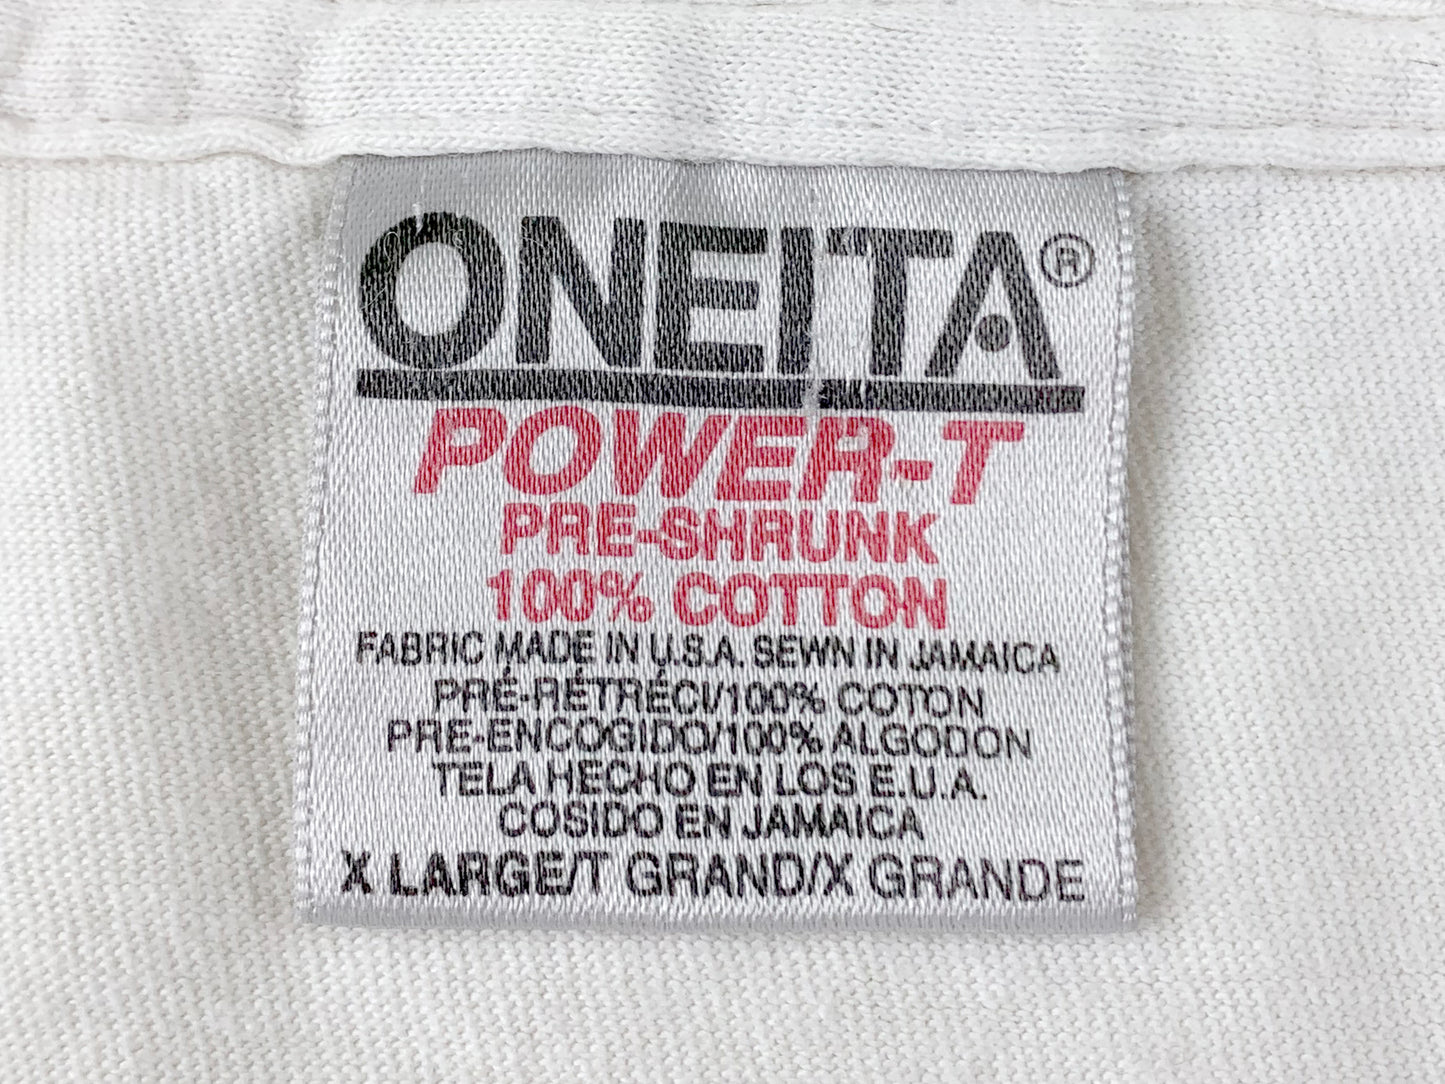 ONEITA®
POWER-T
PRE-SHRUNK
100% COTTON
FABRIC MADE IN U.S.A. SEWN IN JAMAICA
PRÉ-RÉTRÉCI/100% COTON
PRE-ENCOGIDO/100% ALGODON
TELA HECHO EN LOS E.U.A.
COSIDO EN JAMAICA
X LARGE/T GRAND/X GRANDE